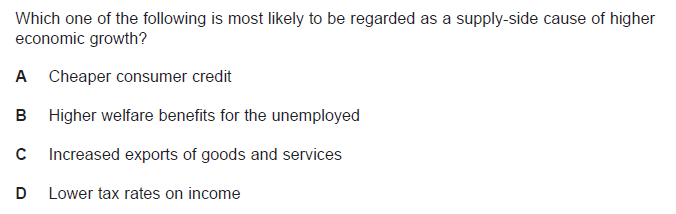 Which one of the following is most likely to be regarded as a supply-side cause of higher
economic growth?
A Cheaper consumer credit
B Higher welfare benefits for the unemployed
C Increased exports of goods and services
D Lower tax rates on income